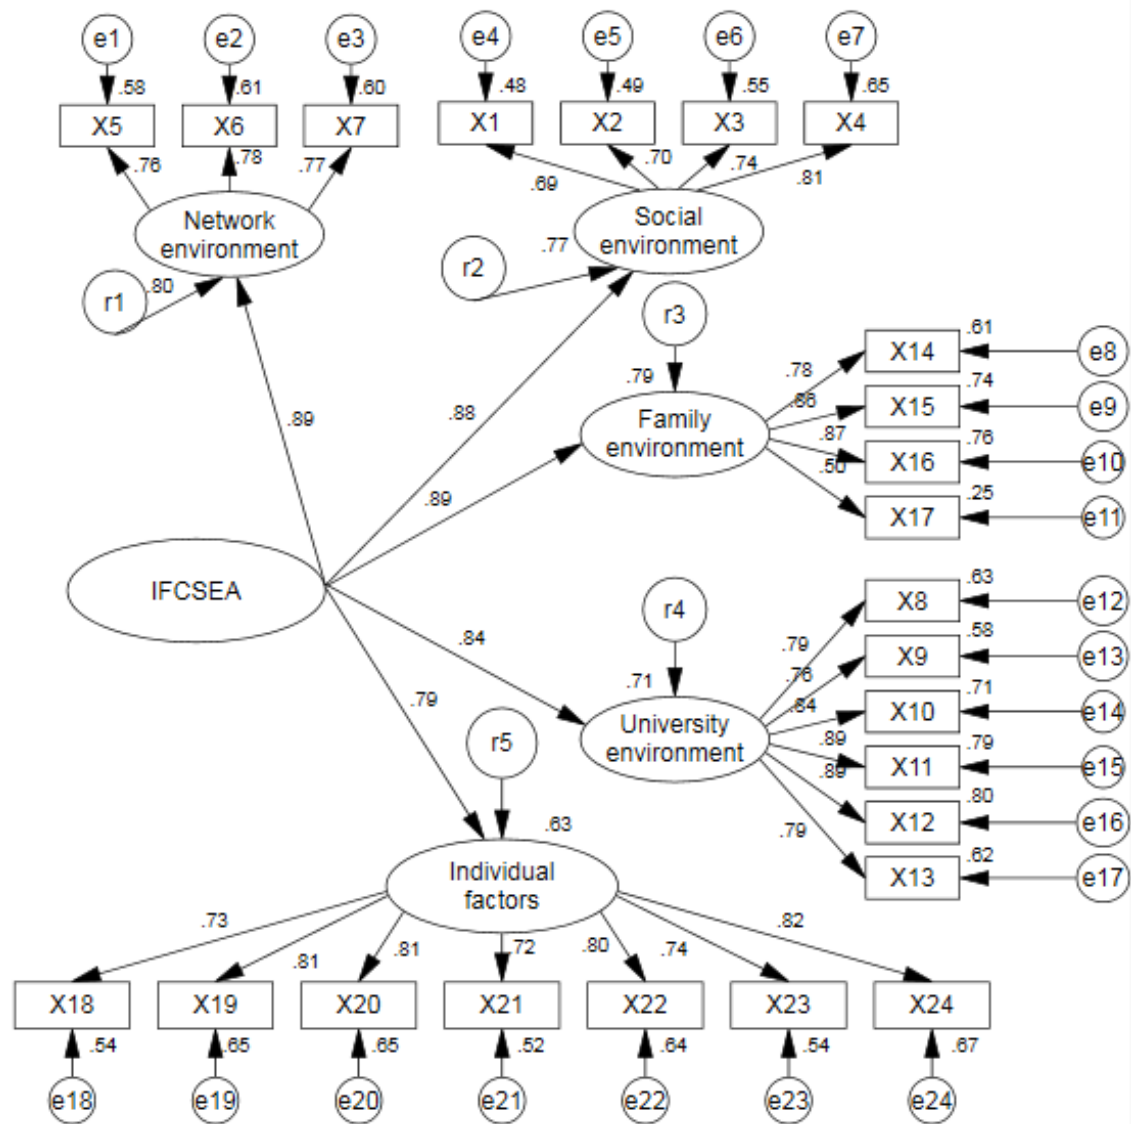 e1 e2 e3 e4 e5 e6 e7
.58 .61 .60 .48 .49 .55 .65
X5 X6 X7 X1 X2 X3 X4
.76 .78 .77 .69 .70 .74 .81
Network
environment
Social
environment
r1 .80
r2 .77
r3
.79
Family
environment
.89 .88 .89
.78 X14 .61 e8
.86 X15 .74 e9
.87 X16 .76 e10
.50 X17 .25 e11
IFCSEA
.84
.79
r4
.71
University
environment
.79 X8 .63 e12
.76 X9 .58 e13
.84 X10 .71 e14
.89 X11 .79 e15
.89 X12 .80 e16
.79 X13 .62 e17
r5
.63
Individual
factors
.73 .81 .81 .72 .80 .74 .82
X18 X19 X20 X21 X22 X23 X24
.54 .65 .65 .52 .64 .54 .67
e18 e19 e20 e21 e22 e23 e24